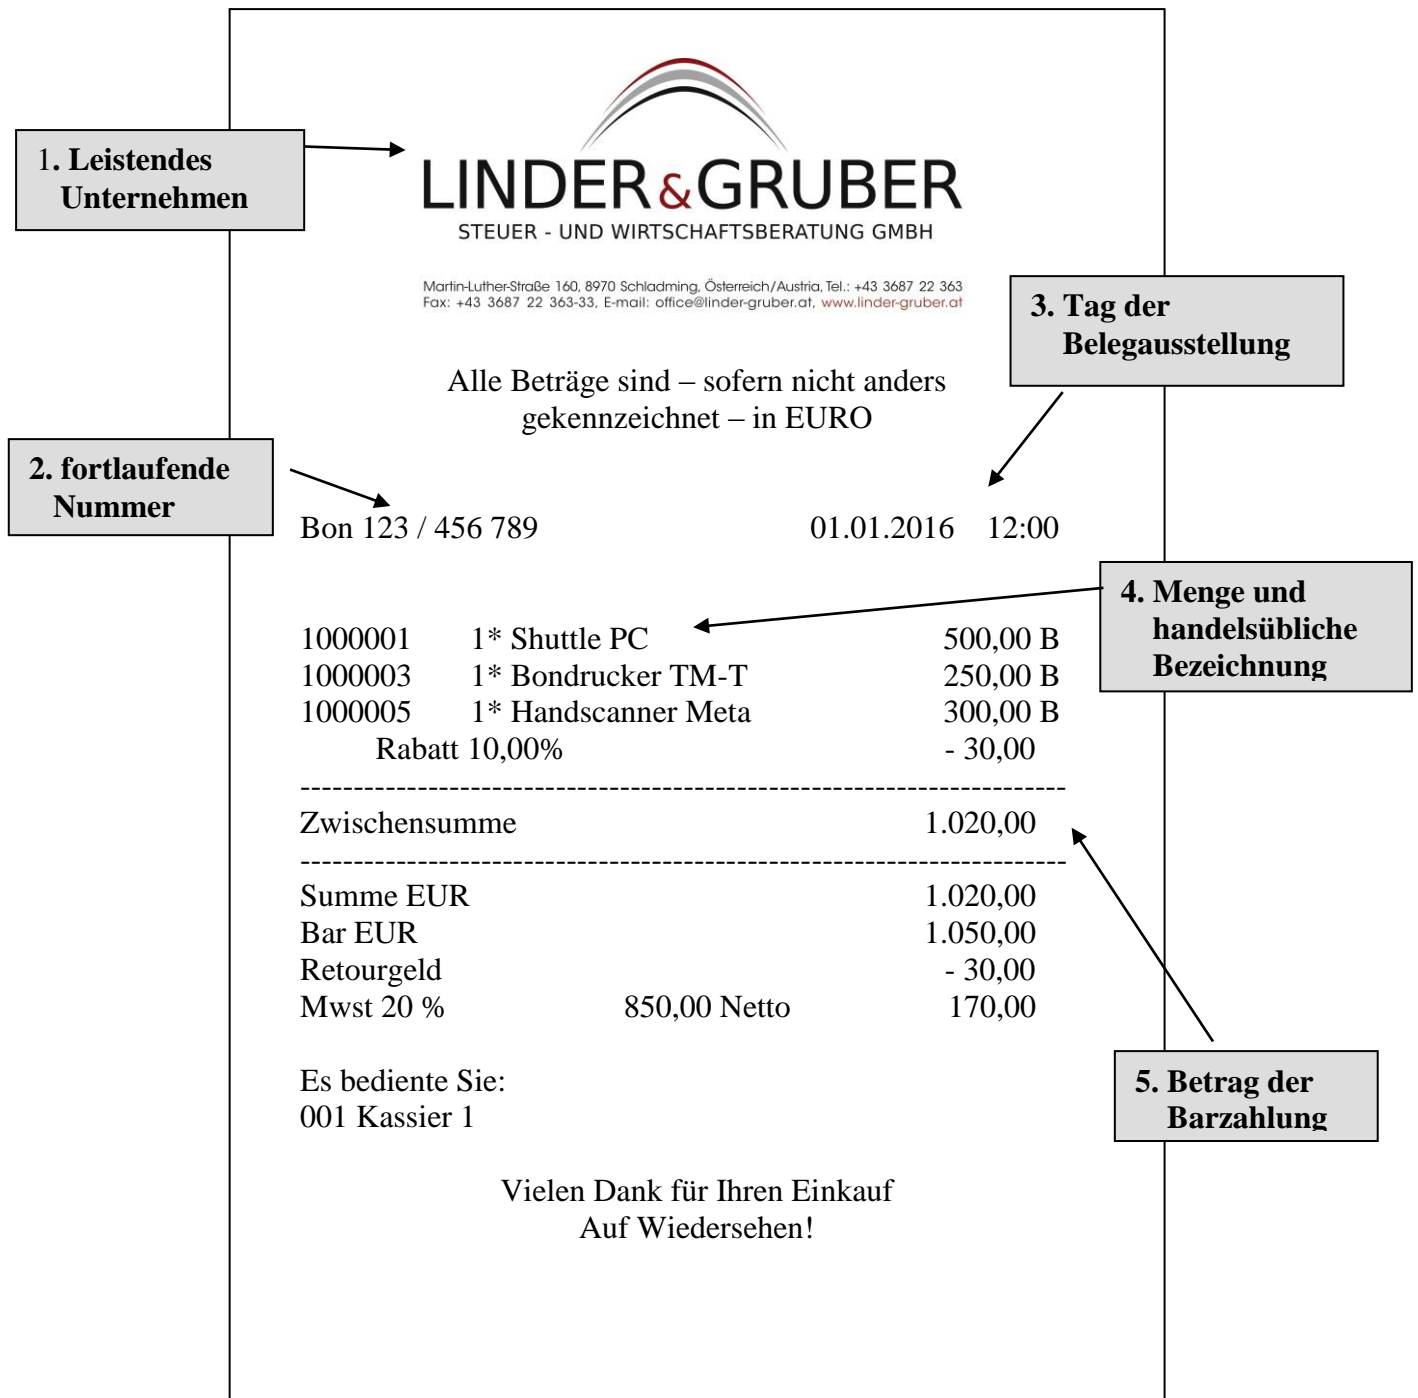 LINDER&GRUBER
STEUER - UND WIRTSCHAFTSBERATUNG GMBH
Martin-Luther-Straße 160, 8970 Schladming, Österreich/Austria, Tel.: +43 3687 22 363
Fax: +43 3687 22 363-33, E-mail: office@linder-gruber.at, www.linder-gruber.at
1. Leistendes
Unternehmen
3. Tag der
Belegausstellung
Alle Beträge sind – sofern nicht anders
gekennzeichnet – in EURO
2. fortlaufende
Nummer
Bon 123 / 456 789 01.01.2016 12:00
4. Menge und
handelsübliche
Bezeichnung
1000001 1* Shuttle PC 500,00 B
1000003 1* Bondrucker TM-T 250,00 B
1000005 1* Handscanner Meta 300,00 B
Rabatt 10,00% - 30,00
------------------------------------------------------------------------
Zwischensumme 1.020,00
------------------------------------------------------------------------
Summe EUR 1.020,00
Bar EUR 1.050,00
Retourgeld - 30,00
Mwst 20 % 850,00 Netto 170,00
5. Betrag der
Barzahlung
Es bediente Sie:
001 Kassier 1
Vielen Dank für Ihren Einkauf
Auf Wiedersehen!